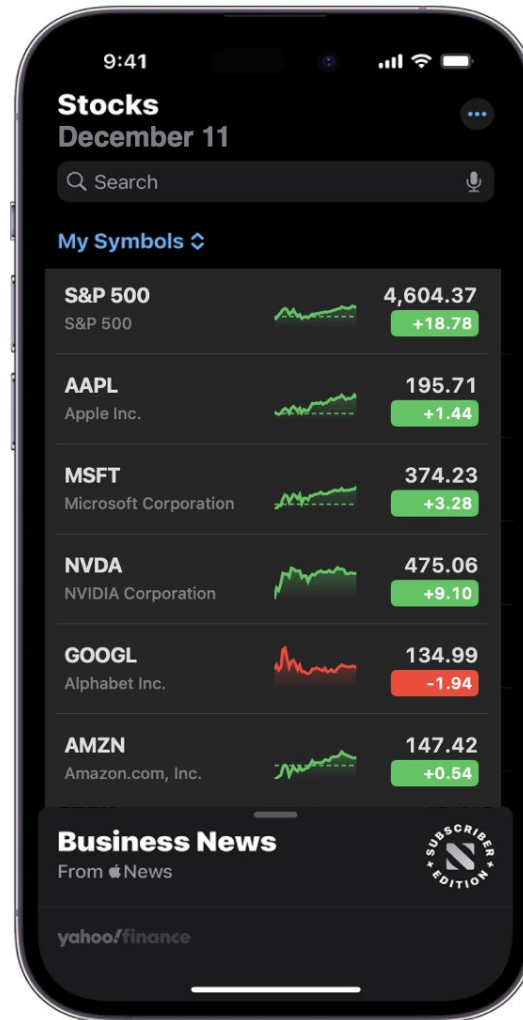 9:41
Stocks
December 11
Search
My Symbols
S&P 500 4,604.37
S&P 500 +18.78
AAPL 195.71
Apple Inc. +1.44
MSFT 374.23
Microsoft Corporation +3.28
NVDA 475.06
NVIDIA Corporation +9.10
GOOGL 134.99
Alphabet Inc. -1.94
AMZN 147.42
Amazon.com, Inc. +0.54
Business News
From News
SUBSCRIBER
EDITION
yahoo!finance